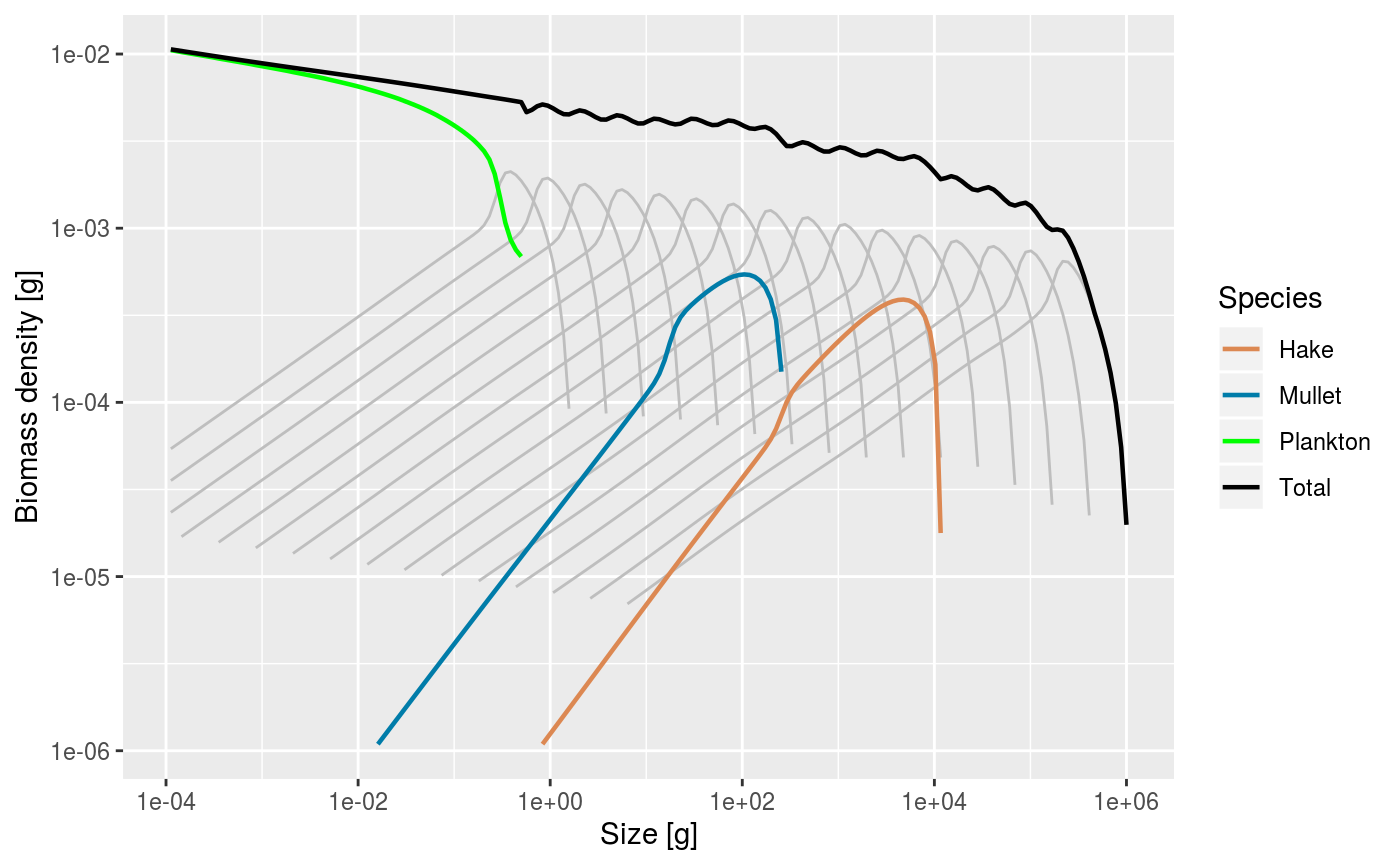 Biomass density [g]
1e-02
1e-03
1e-04
1e-05
1e-06
1e-04 1e-02 1e+00 1e+02 1e+04 1e+06
Size [g]
Species
Hake
Mullet
Plankton
Total